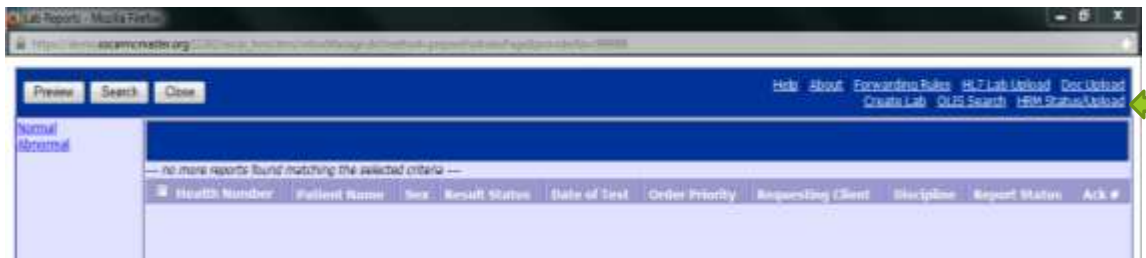 Lab Reports - Mozilla Firefox
oscarmcmaster.org
Preview Search Close
Help About Forwarding Rules HL7 Lab Upload Doc Upload
Create Lab OLIS Search HRM Status/Upload
Normal
Abnormal
--- no more reports found matching the selected criteria ---
Health Number Patient Name Sex Result Status Date of Test Order Priority Requesting Client Discipline Report Status Ack #